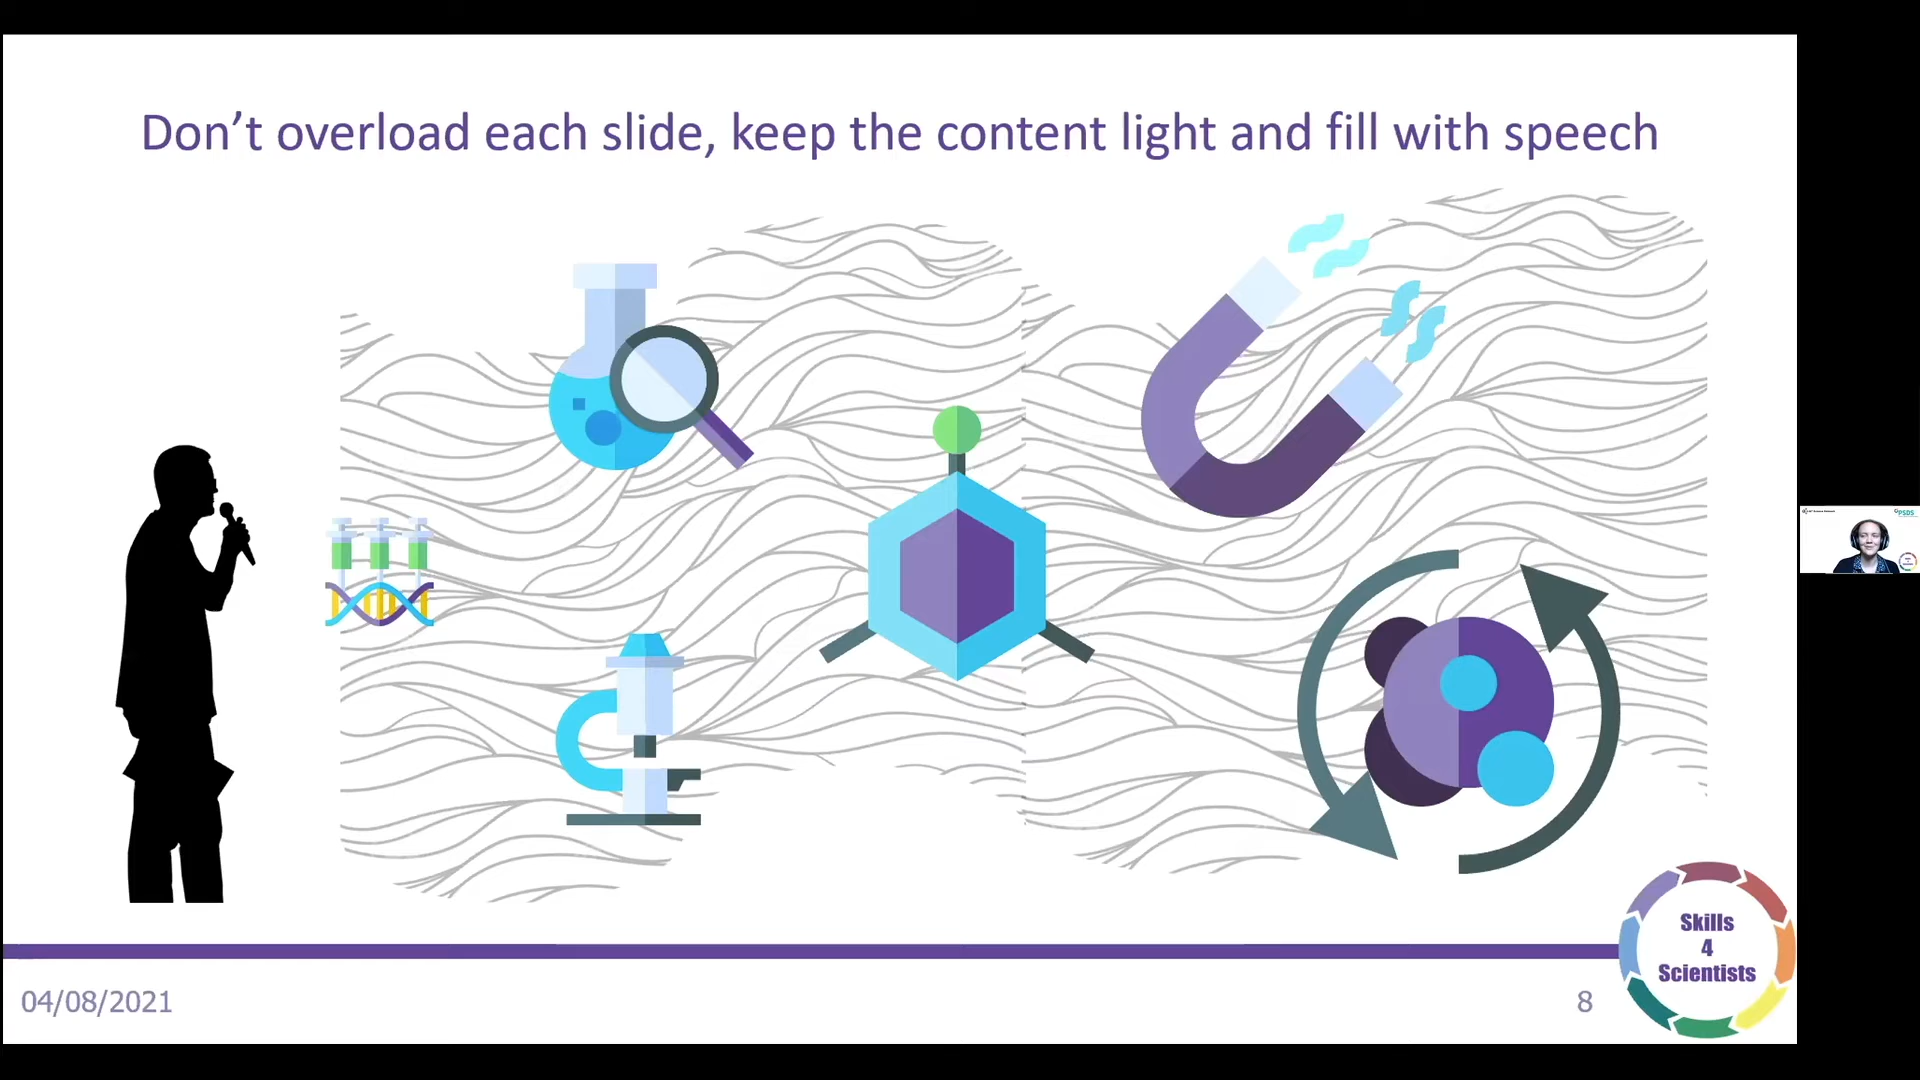 Don't overload each slide, keep the content light and fill with speech
PSDS
Skills
4
Scientists
04/08/2021
8